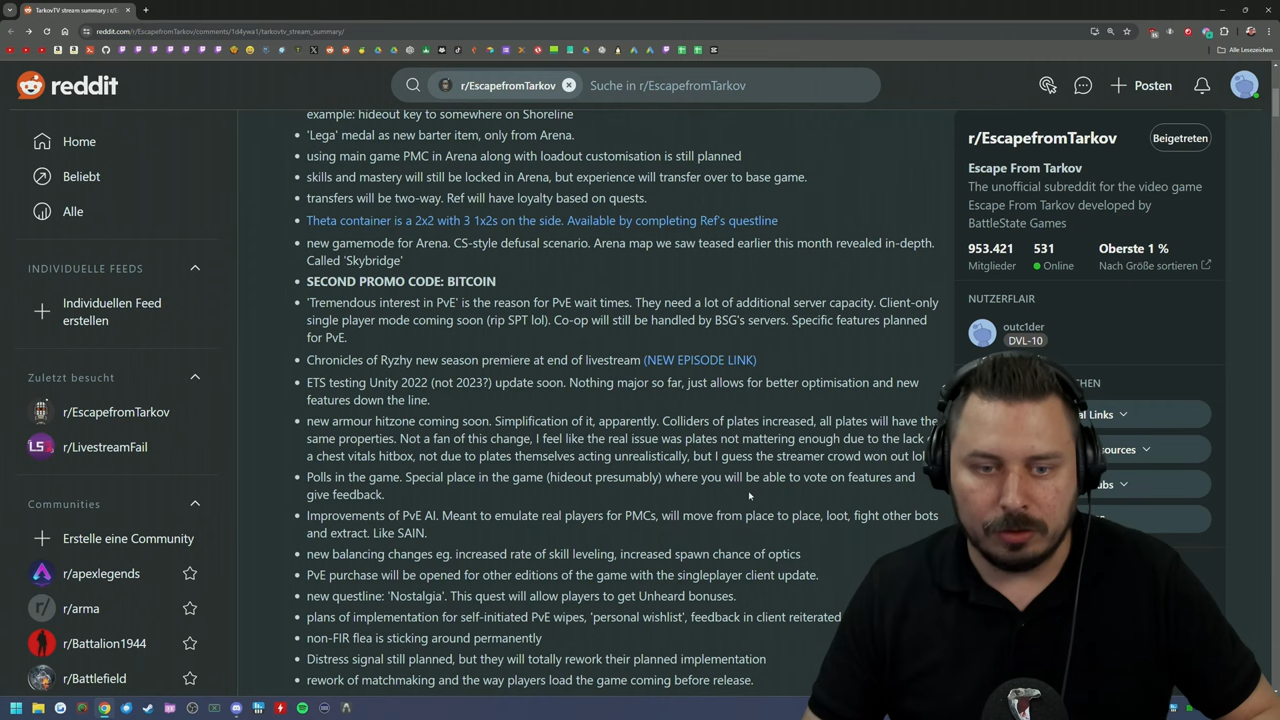 TarkovTV stream summary : r/E
reddit.com/r/EscapefromTarkov/comments/1d4ywa1/tarkovtv_stream_summary/
Alle Lesezeichen
reddit
r/EscapefromTarkov
Suche in r/EscapefromTarkov
Posten
Home
Beliebt
Alle
INDIVIDUELLE FEEDS
Individuellen Feed
erstellen
Zuletzt besucht
r/EscapefromTarkov
r/LivestreamFail
Communities
Erstelle eine Community
r/apexlegends
r/arma
r/Battalion1944
r/Battlefield
example: hideout key to somewhere on Shoreline
'Lega' medal as new barter item, only from Arena.
using main game PMC in Arena along with loadout customisation is still planned
skills and mastery will still be locked in Arena, but experience will transfer over to base game.
transfers will be two-way. Ref will have loyalty based on quests.
Theta container is a 2x2 with 3 1x2s on the side. Available by completing Ref's questline
new gamemode for Arena. CS-style defusal scenario. Arena map we saw teased earlier this month revealed in-depth.
Called 'Skybridge'
SECOND PROMO CODE: BITCOIN
'Tremendous interest in PvE' is the reason for PvE wait times. They need a lot of additional server capacity. Client-only
single player mode coming soon (rip SPT lol). Co-op will still be handled by BSG's servers. Specific features planned
for PvE.
Chronicles of Ryzhy new season premiere at end of livestream (NEW EPISODE LINK)
ETS testing Unity 2022 (not 2023?) update soon. Nothing major so far, just allows for better optimisation and new
features down the line.
new armour hitzone coming soon. Simplification of it, apparently. Colliders of plates increased, all plates will have the
same properties. Not a fan of this change, I feel like the real issue was plates not mattering enough due to the lack
a chest vitals hitbox, not due to plates themselves acting unrealistically, but I guess the streamer crowd won out lol
Polls in the game. Special place in the game (hideout presumably) where you will be able to vote on features and
give feedback.
Improvements of PvE AI. Meant to emulate real players for PMCs, will move from place to place, loot, fight other bots
and extract. Like SAIN.
new balancing changes eg. increased rate of skill leveling, increased spawn chance of optics
PvE purchase will be opened for other editions of the game with the singleplayer client update.
new questline: 'Nostalgia'. This quest will allow players to get Unheard bonuses.
plans of implementation for self-initiated PvE wipes, 'personal wishlist', feedback in client reiterated
non-FIR flea is sticking around permanently
Distress signal still planned, but they will totally rework their planned implementation
rework of matchmaking and the way players load the game coming before release.
r/EscapefromTarkov
Beigetreten
Escape From Tarkov
The unofficial subreddit for the video game
Escape From Tarkov developed by
BattleState Games
953.421
531
Oberste 1 %
Mitglieder
Online
Nach Größe sortieren
NUTZERFLAIR
outc1der
DVL-10
CHEN
al Links
sources
ubs